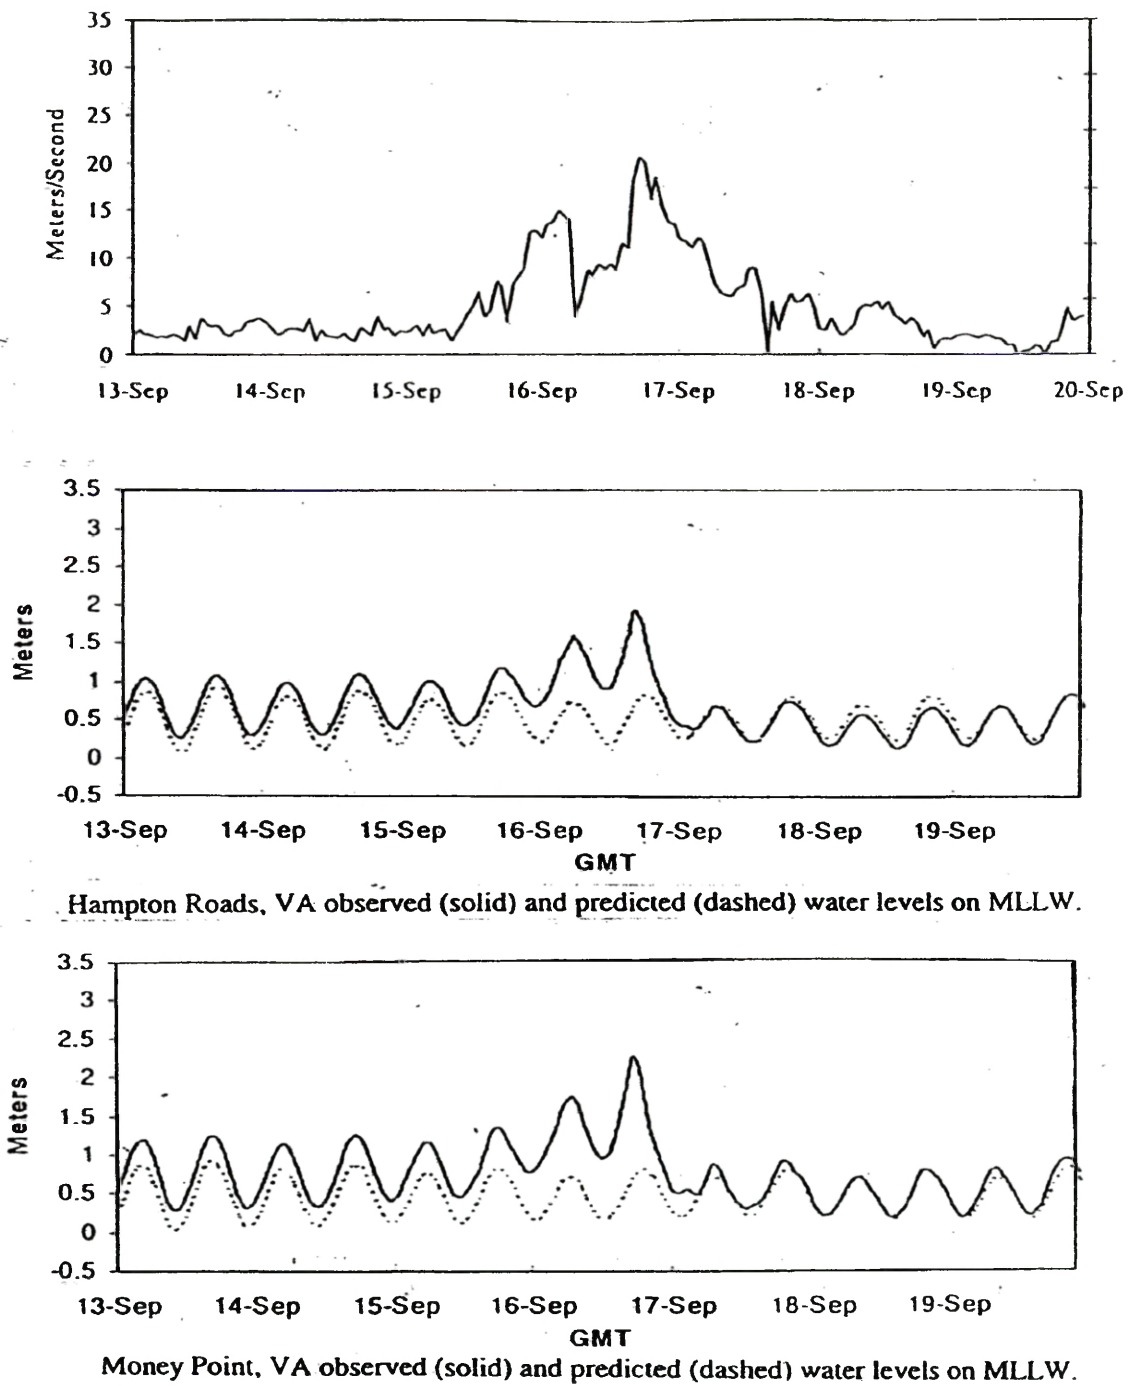 35
30
25
20
15
10
5
0
Meters/Second
13-Sep 14-Sep 15-Sep 16-Sep 17-Sep 18-Sep 19-Sep 20-Sep
3.5
3
2.5
2
1.5
1
0.5
0
-0.5
Meters
13-Sep 14-Sep 15-Sep 16-Sep 17-Sep 18-Sep 19-Sep
GMT
Hampton Roads, VA observed (solid) and predicted (dashed) water levels on MLLW.
3.5
3
2.5
2
1.5
1
0.5
0
-0.5
Meters
13-Sep 14-Sep 15-Sep 16-Sep 17-Sep 18-Sep 19-Sep
GMT
Money Point, VA observed (solid) and predicted (dashed) water levels on MLLW.